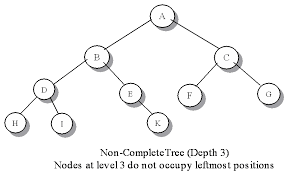 A
B
C
D
E
F
G
H
I
K
Non-CompleteTree (Depth 3)
Nodes at level 3 do not occupy leftmost positions